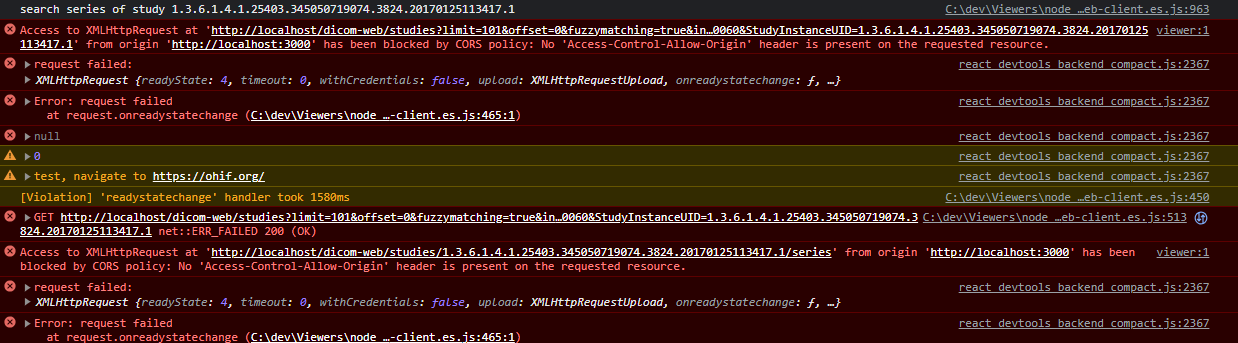 search series of study 1.3.6.1.4.1.25403.345050719074.3824.20170125113417.1 C:\dev\Viewers\node …eb-client.es.js:963
Access to XMLHttpRequest at 'http://localhost/dicom-web/studies?limit=101&offset=0&fuzzymatching=true&in…0060&StudyInstanceUID=1.3.6.1.4.1.25403.345050719074.3824.20170125 viewer:1
113417.1' from origin 'http://localhost:3000' has been blocked by CORS policy: No 'Access-Control-Allow-Origin' header is present on the requested resource.
request failed: react devtools backend compact.js:2367
XMLHttpRequest {readyState: 4, timeout: 0, withCredentials: false, upload: XMLHttpRequestUpload, onreadystatechange: ƒ, …}
Error: request failed react devtools backend compact.js:2367
at request.onreadystatechange (C:\dev\Viewers\node …-client.es.js:465:1)
null react devtools backend compact.js:2367
0 react devtools backend compact.js:2367
test, navigate to https://ohif.org/ react devtools backend compact.js:2367
[Violation] 'readystatechange' handler took 1580ms C:\dev\Viewers\node …eb-client.es.js:450
GET http://localhost/dicom-web/studies?limit=101&offset=0&fuzzymatching=true&in…0060&StudyInstanceUID=1.3.6.1.4.1.25403.345050719074.3 C:\dev\Viewers\node …eb-client.es.js:513
824.20170125113417.1 net::ERR_FAILED 200 (OK)
Access to XMLHttpRequest at 'http://localhost/dicom-web/studies/1.3.6.1.4.1.25403.345050719074.3824.20170125113417.1/series' from origin 'http://localhost:3000' has been viewer:1
blocked by CORS policy: No 'Access-Control-Allow-Origin' header is present on the requested resource.
request failed: react devtools backend compact.js:2367
XMLHttpRequest {readyState: 4, timeout: 0, withCredentials: false, upload: XMLHttpRequestUpload, onreadystatechange: ƒ, …}
Error: request failed react devtools backend compact.js:2367
at request.onreadystatechange (C:\dev\Viewers\node …-client.es.js:465:1)